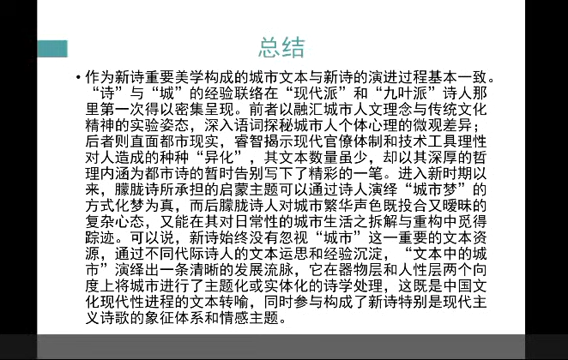 总结
• 作为新诗重要美学构成的城市文本与新诗的演进过程基本一致。
“诗”与“城”的经验联络在“现代派”和“九叶派”诗人那
里第一次得以密集呈现。前者以融汇城市人文理念与传统文化
精神的实验姿态，深入语词探秘城市人个体心理的微观差异；
后者则直面都市现实，睿智揭示现代官僚体制和技术工具理性
对人造成的种种“异化”，其文本数量虽少，却以其深厚的哲
理内涵为都市诗的暂时告别写下了精彩的一笔。进入新时期以
来，朦胧诗所承担的启蒙主题可以通过诗人演绎“城市梦”的
方式化梦为真，而后朦胧诗人对城市繁华声色既投合又暧昧的
复杂心态，又能在其对日常性的城市生活之拆解与重构中觅得
踪迹。可以说，新诗始终没有忽视“城市”这一重要的文本资
源，通过不同代际诗人的文本运思和经验沉淀，“文本中的城
市”演绎出一条清晰的发展流脉，它在器物层和人性层两个向
度上将城市进行了主题化或实体化的诗学处理，这既是中国文
化现代性进程的文本转喻，同时参与构成了新诗特别是现代主
义诗歌的象征体系和情感主题。